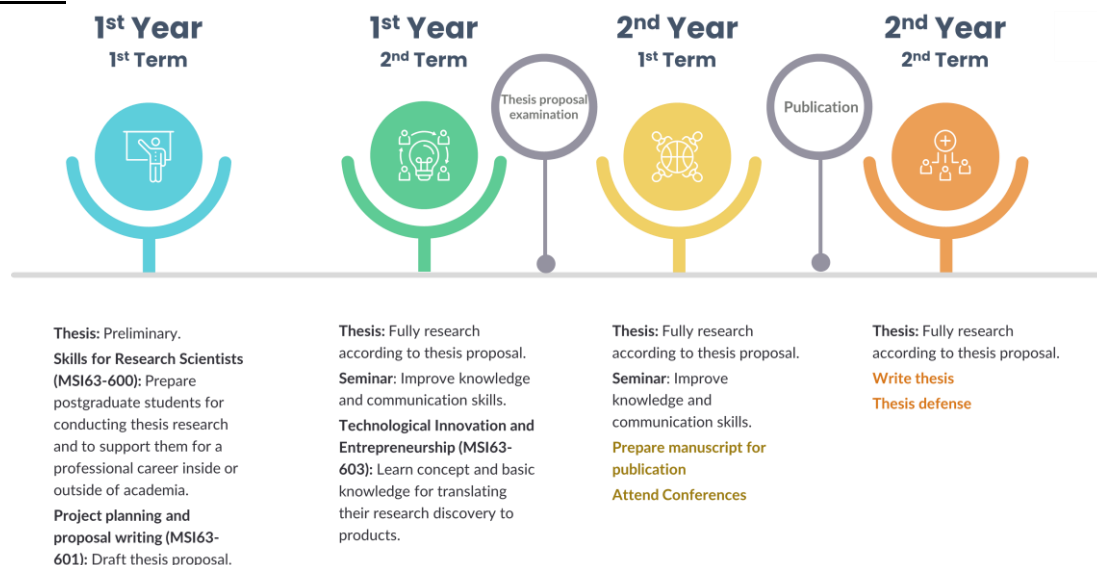 1st Year
1st Term
1st Year
2nd Term
Thesis proposal
examination
2nd Year
1st Term
Publication
2nd Year
2nd Term
Thesis: Preliminary.
Skills for Research Scientists
(MSI63-600): Prepare
postgraduate students for
conducting thesis research
and to support them for a
professional career inside or
outside of academia.
Project planning and
proposal writing (MSI63-
601): Draft thesis proposal.
Thesis: Fully research
according to thesis proposal.
Seminar: Improve knowledge
and communication skills.
Technological Innovation and
Entrepreneurship (MSI63-
603): Learn concept and basic
knowledge for translating
their research discovery to
products.
Thesis: Fully research
according to thesis proposal.
Seminar: Improve
knowledge and
communication skills.
Prepare manuscript for
publication
Attend Conferences
Thesis: Fully research
according to thesis proposal.
Write thesis
Thesis defense